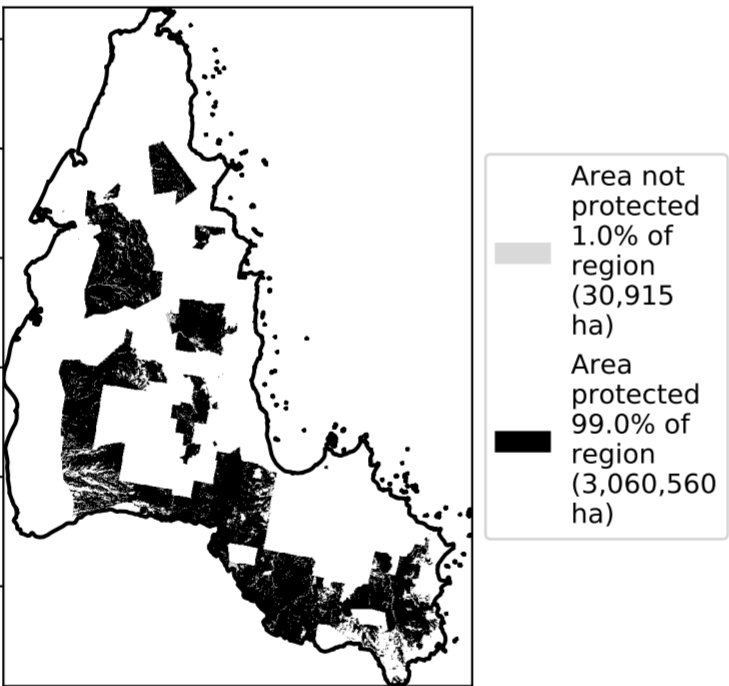 Area not
protected
1.0% of
region
(30,915
ha)
Area
protected
99.0% of
region
(3,060,560
ha)